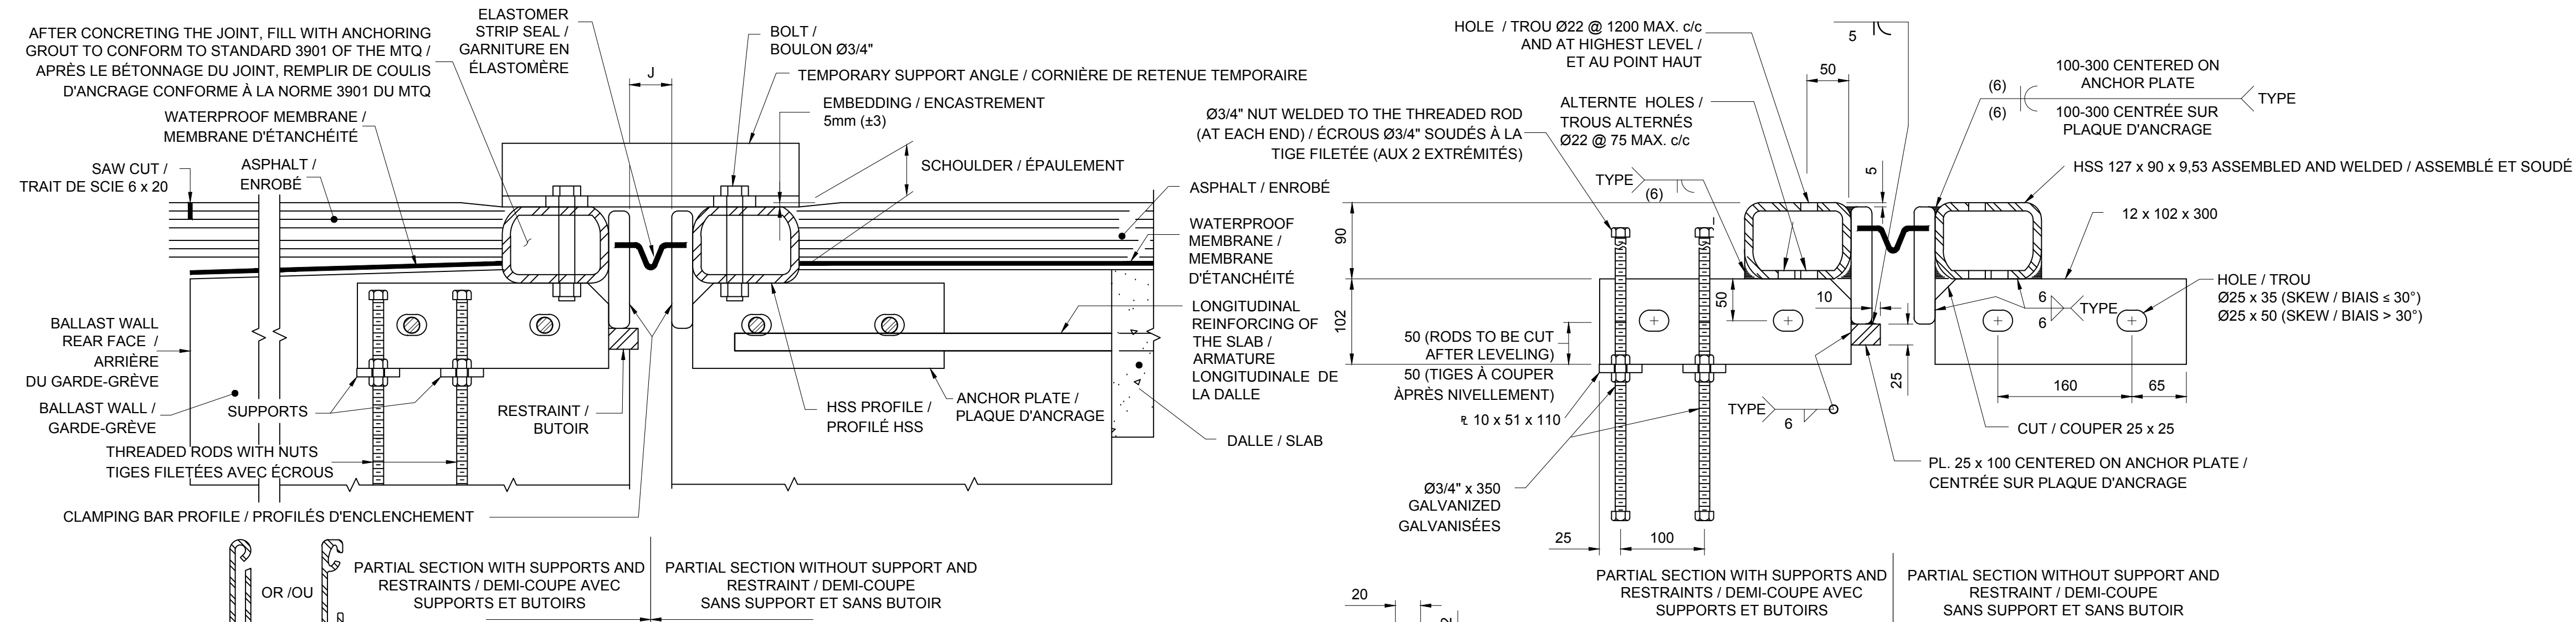 AFTER CONCRETING THE JOINT, FILL WITH ANCHORING
GROUT TO CONFORM TO STANDARD 3901 OF THE MTQ /
APRÈS LE BÉTONNAGE DU JOINT, REMPLIR DE COULIS
D'ANCRAGE CONFORME À LA NORME 3901 DU MTQ
WATERPROOF MEMBRANE /
MEMBRANE D'ÉTANCHÉITÉ
SAW CUT /
TRAIT DE SCIE 6 x 20
ASPHALT /
ENROBÉ
ELASTOMER
STRIP SEAL /
GARNITURE EN
ÉLASTOMÈRE
J
BOLT /
BOULON Ø3/4"
TEMPORARY SUPPORT ANGLE / CORNIÈRE DE RETENUE TEMPORAIRE
EMBEDDING / ENCASTREMENT
5mm (±3)
SCHOULDER / ÉPAULEMENT
ASPHALT / ENROBÉ
WATERPROOF
MEMBRANE /
MEMBRANE
D'ÉTANCHÉITÉ
LONGITUDINAL
REINFORCING OF
THE SLAB /
ARMATURE
LONGITUDINALE DE
LA DALLE
DALLE / SLAB
BALLAST WALL
REAR FACE /
ARRIÈRE
DU GARDE-GRÈVE
BALLAST WALL /
GARDE-GRÈVE
SUPPORTS
THREADED RODS WITH NUTS
TIGES FILETÉES AVEC ÉCROUS
RESTRAINT /
BUTOIR
HSS PROFILE /
PROFILÉ HSS
ANCHOR PLATE /
PLAQUE D'ANCRAGE
CLAMPING BAR PROFILE / PROFILÉS D'ENCLENCHEMENT
OR /OU
PARTIAL SECTION WITH SUPPORTS AND
RESTRAINTS / DEMI-COUPE AVEC
SUPPORTS ET BUTOIRS
PARTIAL SECTION WITHOUT SUPPORT AND
RESTRAINT / DEMI-COUPE
SANS SUPPORT ET SANS BUTOIR
HOLE / TROU Ø22 @ 1200 MAX. c/c
AND AT HIGHEST LEVEL /
ET AU POINT HAUT
ALTERNTE HOLES /
TROUS ALTERNÉS
Ø22 @ 75 MAX. c/c
Ø3/4" NUT WELDED TO THE THREADED ROD
(AT EACH END) / ÉCROUS Ø3/4" SOUDÉS À LA
TIGE FILETÉE (AUX 2 EXTRÉMITÉS)
TYPE
(6)
50
5
5
(6)
(6)
100-300 CENTERED ON
ANCHOR PLATE
100-300 CENTRÉE SUR
PLAQUE D'ANCRAGE
TYPE
HSS 127 x 90 x 9,53 ASSEMBLED AND WELDED / ASSEMBLÉ ET SOUDÉ
12 x 102 x 300
HOLE / TROU
Ø25 x 35 (SKEW / BIAIS ≤ 30°)
Ø25 x 50 (SKEW / BIAIS > 30°)
90
102
50
10
6
6
TYPE
25
160
65
50 (RODS TO BE CUT
AFTER LEVELING)
50 (TIGES À COUPER
ÀPRÈS NIVELLEMENT)
℄ 10 x 51 x 110
TYPE
6
CUT / COUPER 25 x 25
PL. 25 x 100 CENTERED ON ANCHOR PLATE /
CENTRÉE SUR PLAQUE D'ANCRAGE
Ø3/4" x 350
GALVANIZED
GALVANISÉES
25
100
PARTIAL SECTION WITH SUPPORTS AND
RESTRAINTS / DEMI-COUPE AVEC
SUPPORTS ET BUTOIRS
PARTIAL SECTION WITHOUT SUPPORT AND
RESTRAINT / DEMI-COUPE
SANS SUPPORT ET SANS BUTOIR
20